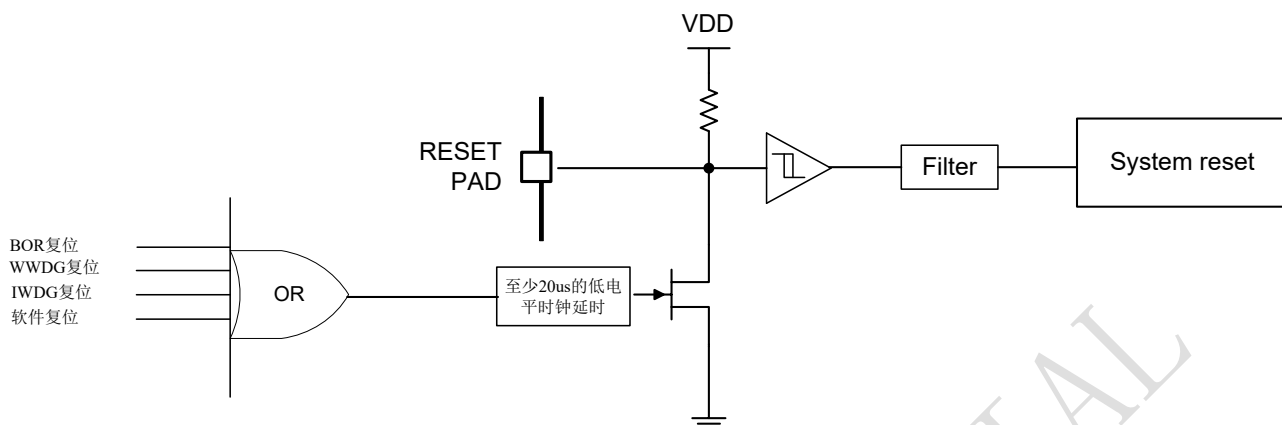 VDD
RESET
PAD
Filter
System reset
BOR复位
WWDG复位
IWDG复位
软件复位
OR
至少20us的低电
平时钟延时
IAL